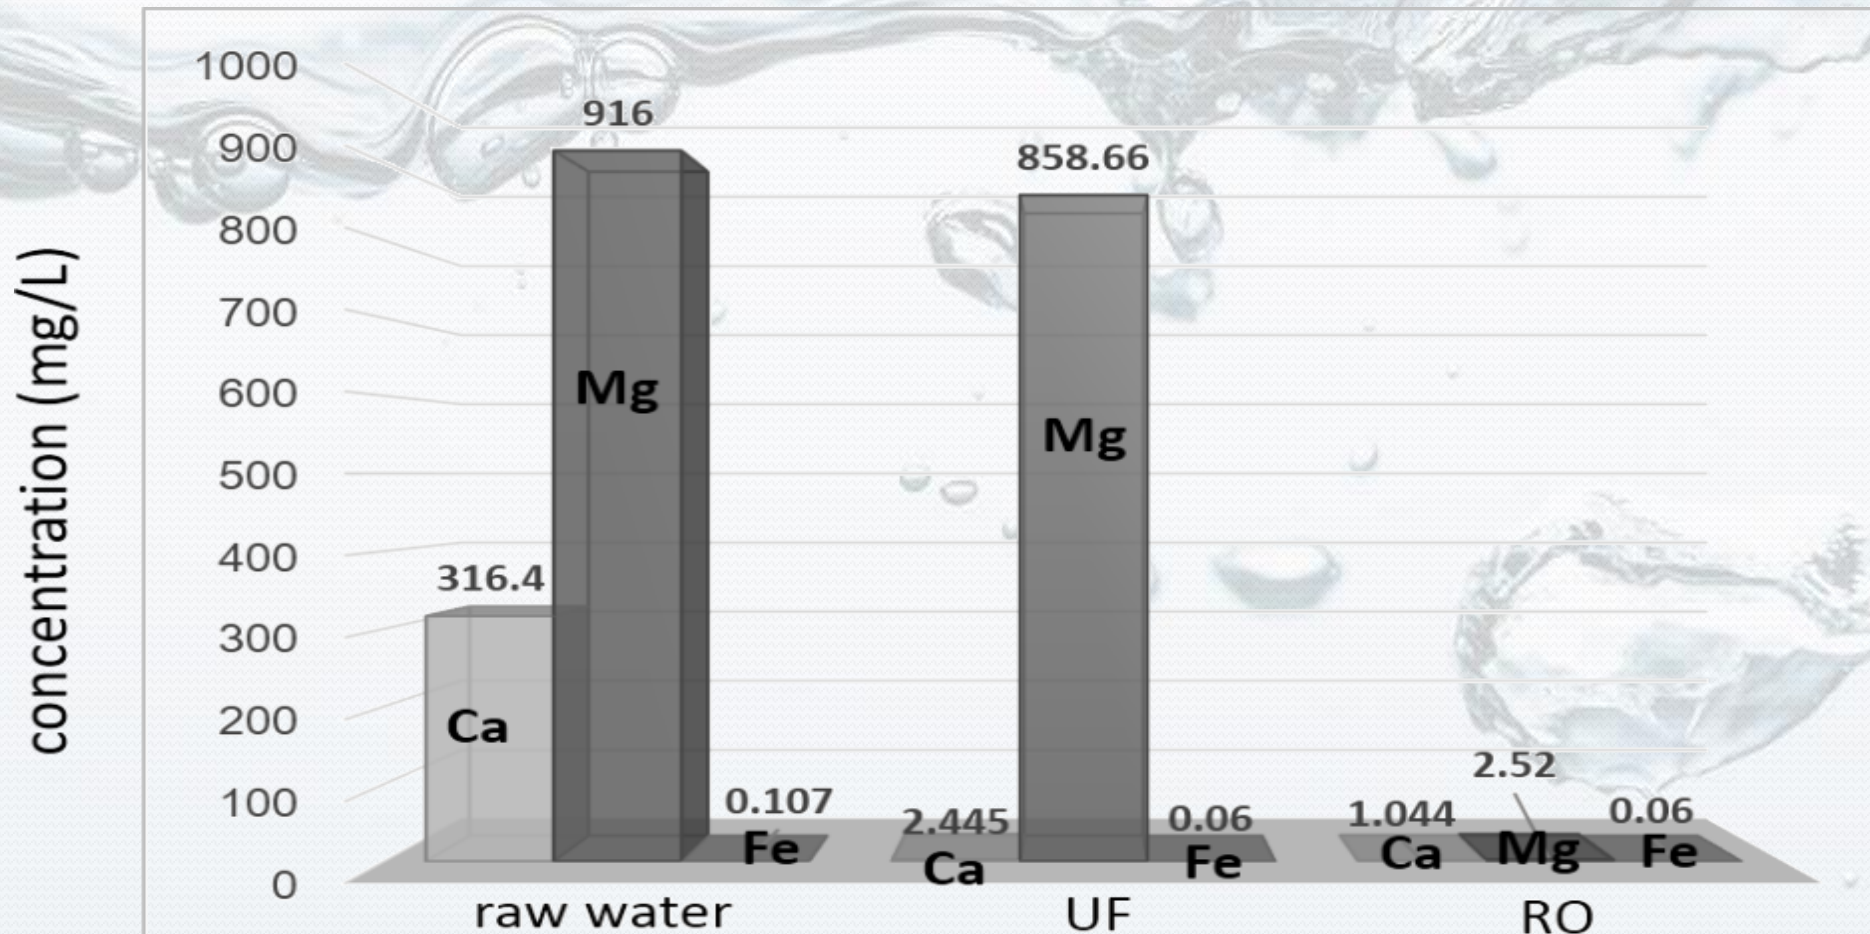 concentration (mg/L)
1000
900
800
700
600
500
400
300
200
100
0
316.4
Ca
916
Mg
0.107
Fe
2.445
Ca
858.66
Mg
0.06
Fe
1.044
Ca
2.52
Mg
0.06
Fe
raw water
UF
RO